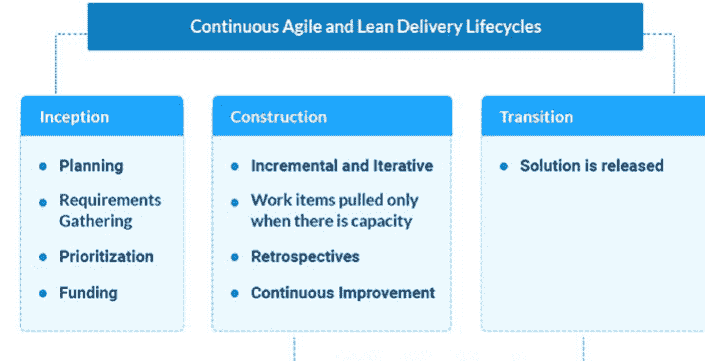 Continuous Agile and Lean Delivery Lifecycles
Inception
Planning
Requirements
Gathering
Prioritization
Funding
Construction
Incremental and Iterative
Work items pulled only
when there is capacity
Retrospectives
Continuous Improvement
Transition
Solution is released